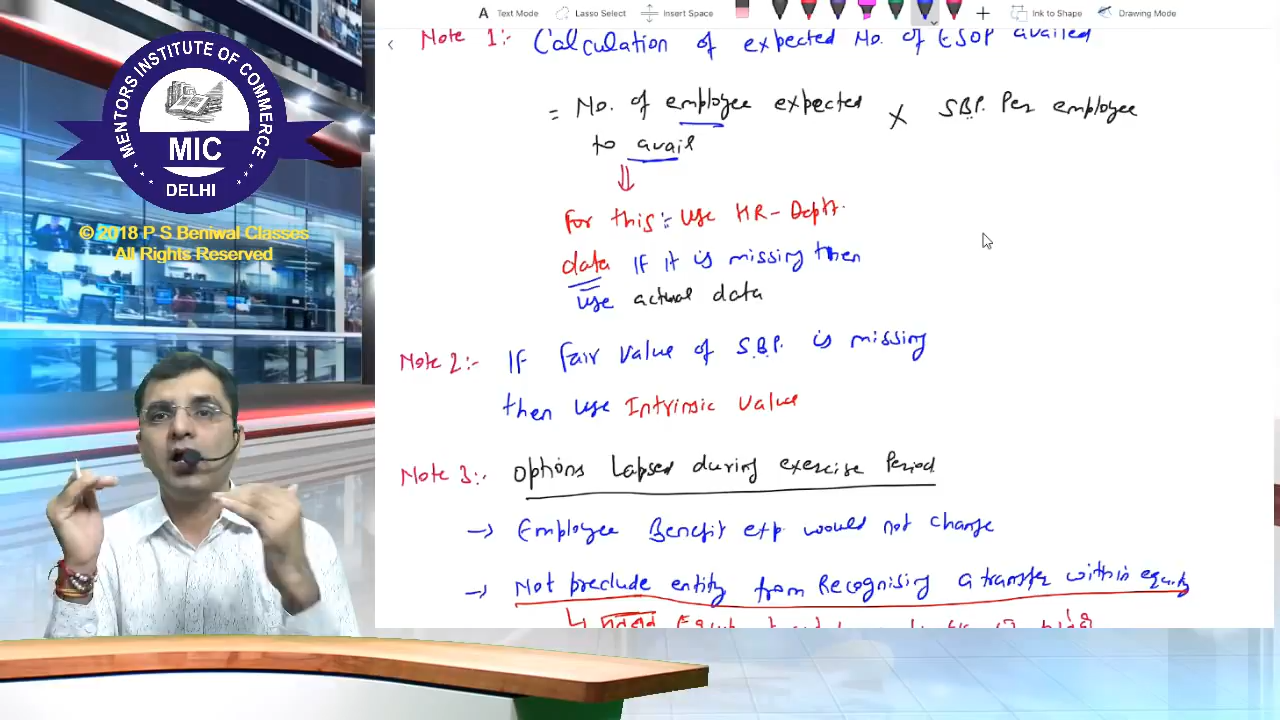 Text Mode
Lasso Select
Insert Space
Ink to Shape
Drawing Mode
MENTORS INSTITUTE OF COMMERCE
MIC
DELHI
© 2018 P S Beniwal Classes
All Rights Reserved
Note 1:- Calculation of expected No. of ESOP availed
= No. of employee expected × S.B.P. Per employee
to avail
For this:- use HR-Deptt.
data If it is missing then
use actual data
Note 2:- If Fair value of S.B.P. is missing
then use Intrinsic value
Note 3:- Options Lapsed during exercise Period
→ Employee Benefit exp would not change
→ Not preclude entity from Recognising a transfer within equity